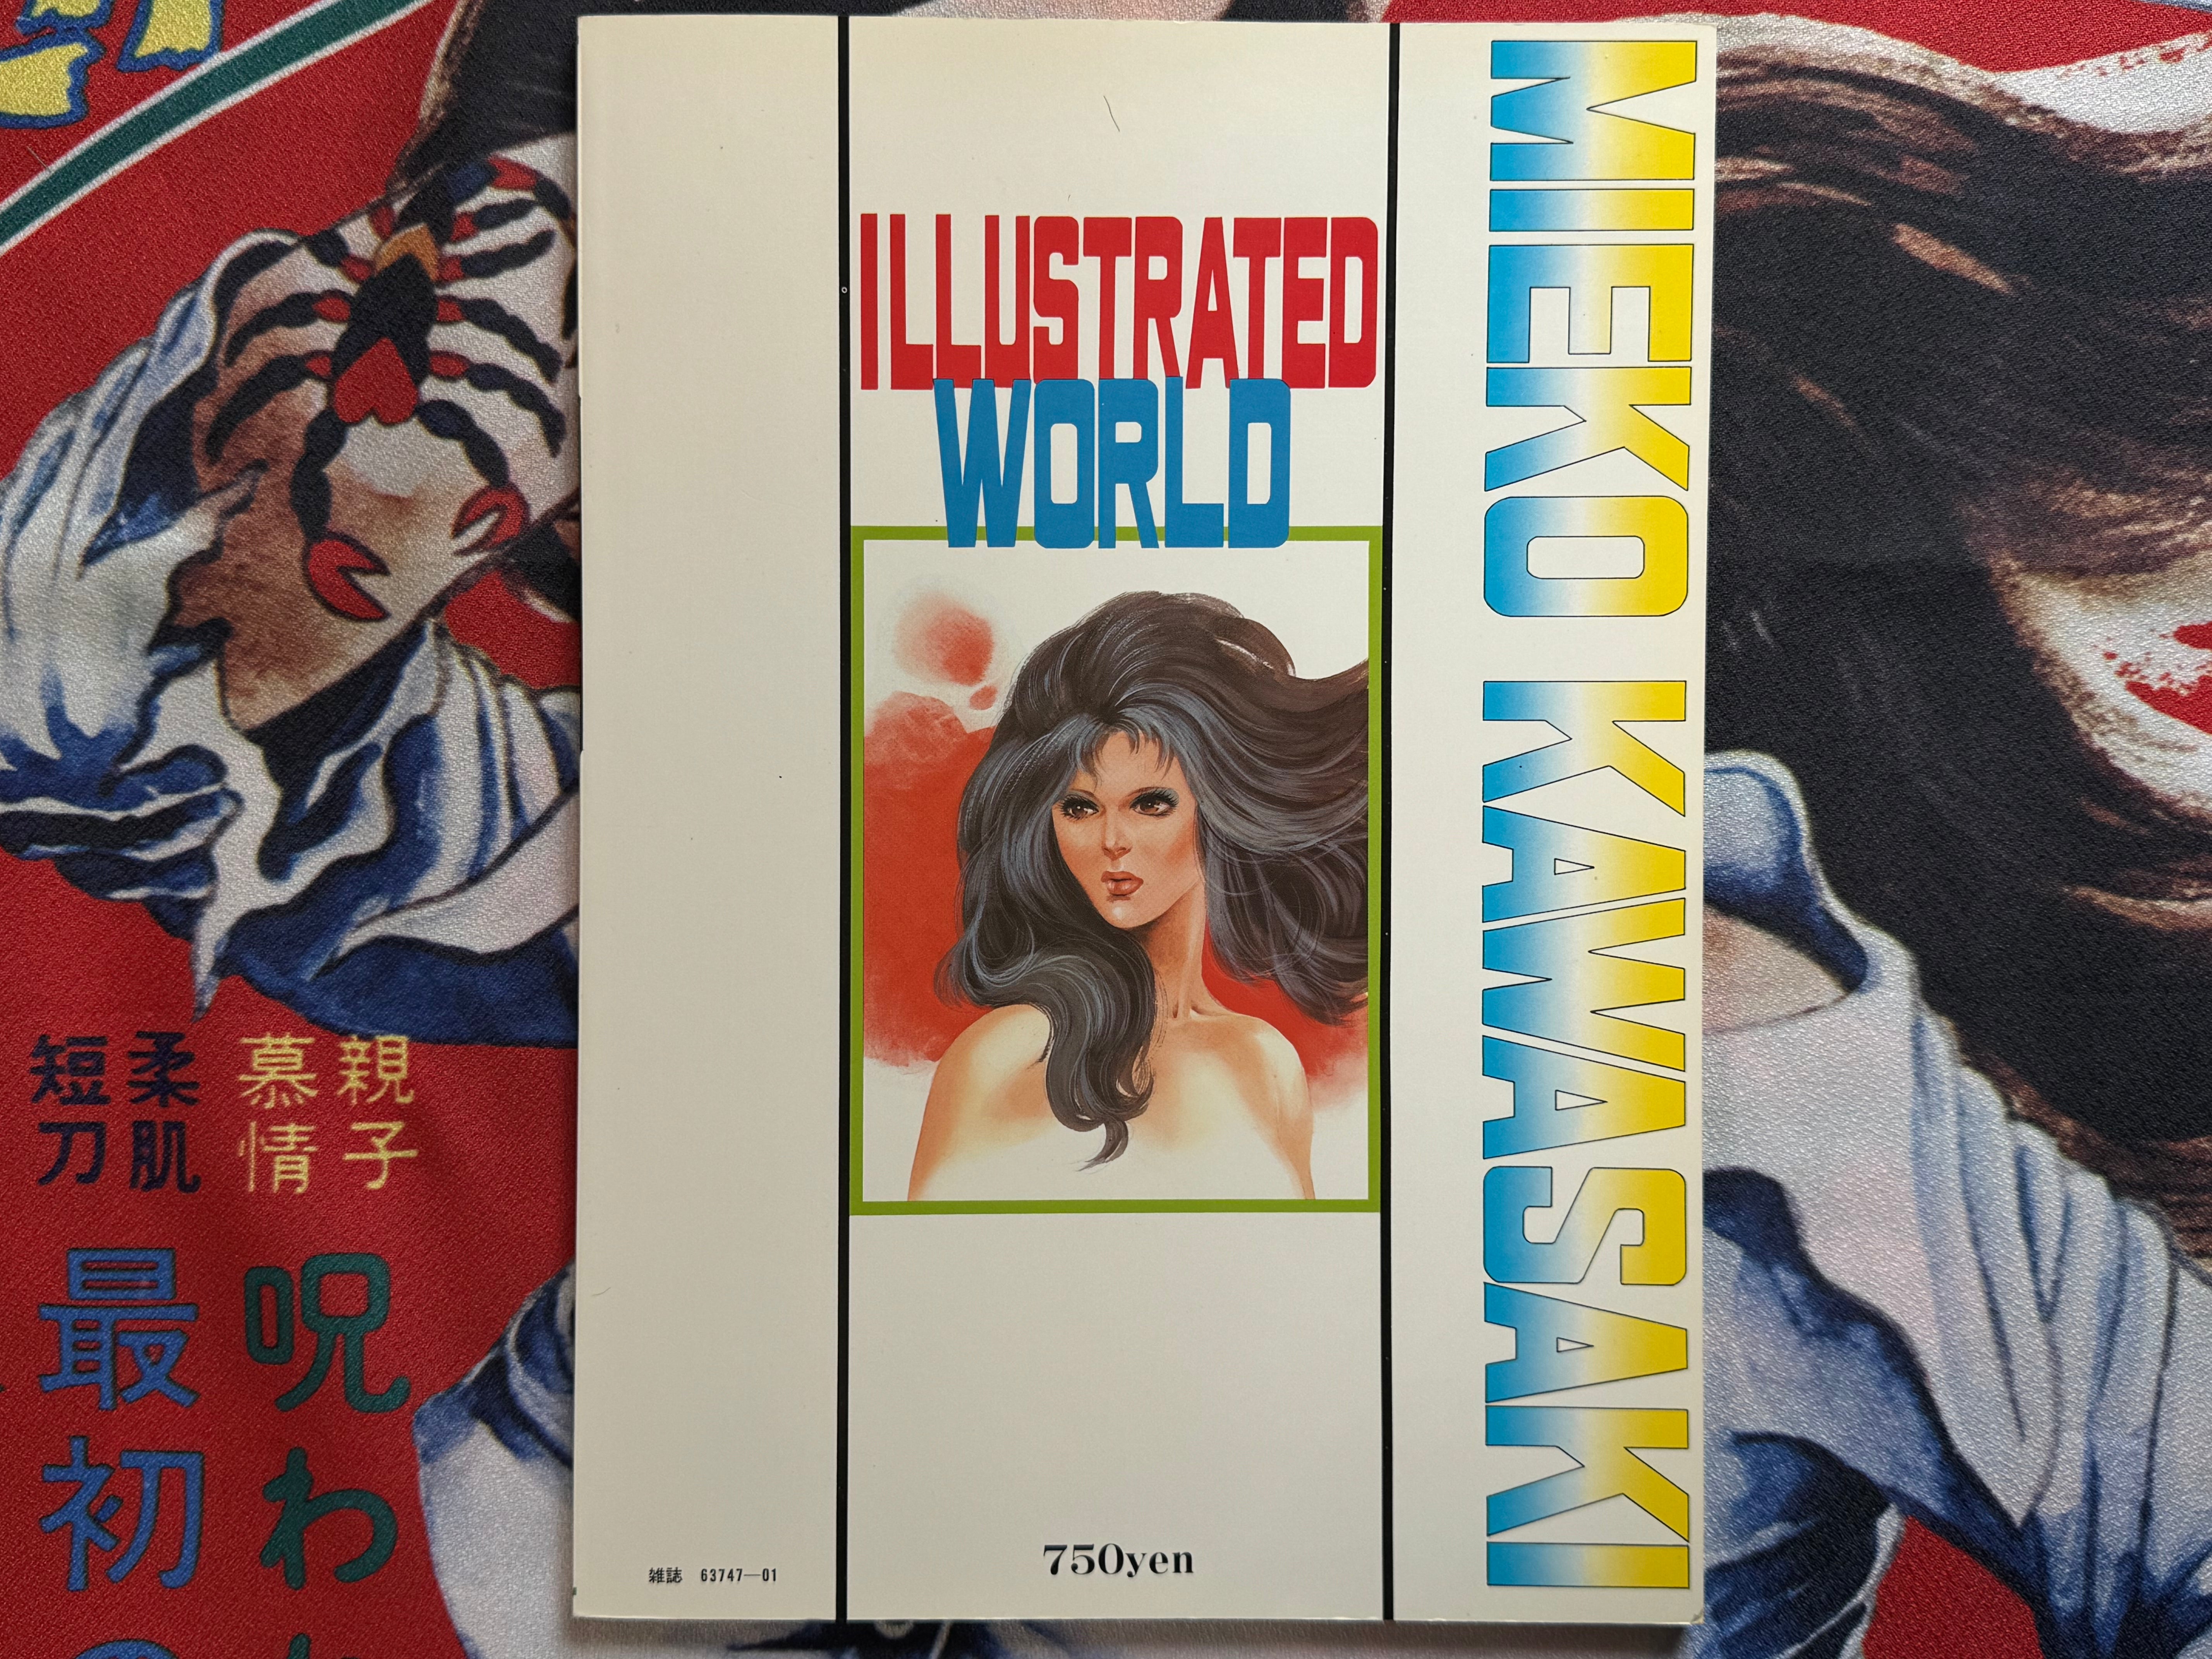 ILLUSTRATED
WORLD
MIEKO KAWASAKI
750yen
雑誌 63747—01
親子
慕情
柔肌
短刀
呪わ
最初